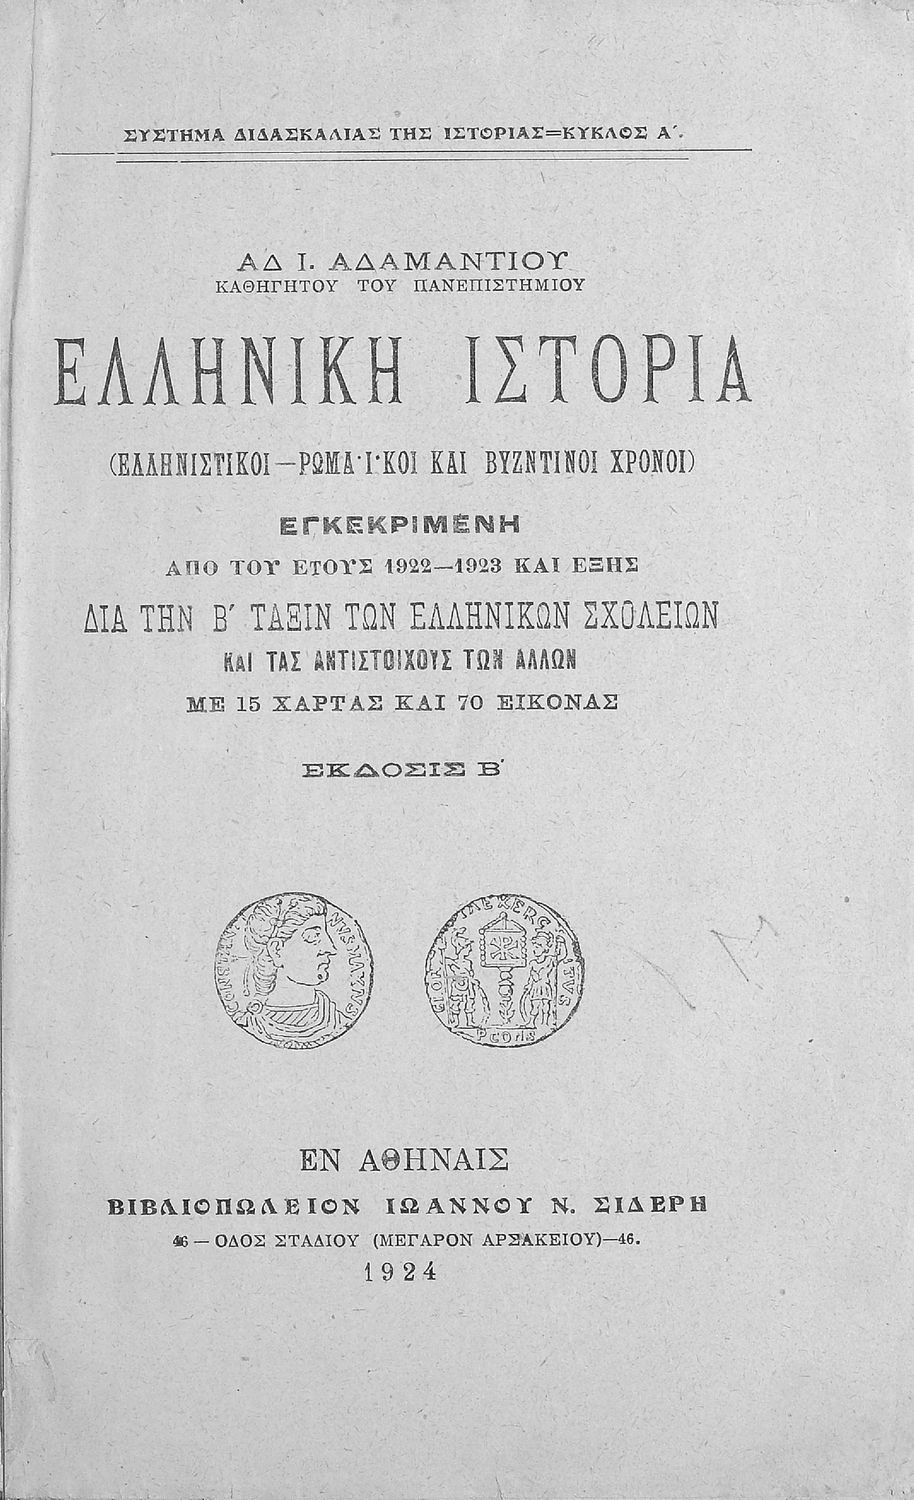 ΣΥΣΤΗΜΑ ΔΙΔΑΣΚΑΛΙΑΣ ΤΗΣ ΙΣΤΟΡΙΑΣ=ΚΥΚΛΟΣ Α΄.
ΑΔ Ι. ΑΔΑΜΑΝΤΙΟΥ
ΚΑΘΗΓΗΤΟΥ ΤΟΥ ΠΑΝΕΠΙΣΤΗΜΙΟΥ
ΕΛΛΗΝΙΚΗ ΙΣΤΟΡΙΑ
(ΕΛΛΗΝΙΣΤΙΚΟΙ—ΡΩΜΑ·Ι·ΚΟΙ ΚΑΙ ΒΥΖΝΤΙΝΟΙ ΧΡΟΝΟΙ)
ΕΓΚΕΚΡΙΜΕΝΗ
ΑΠΟ ΤΟΥ ΕΤΟΥΣ 1922—1923 ΚΑΙ ΕΞΗΣ
ΔΙΑ ΤΗΝ Β΄ ΤΑΞΙΝ ΤΩΝ ΕΛΛΗΝΙΚΩΝ ΣΧΟΛΕΙΩΝ
ΚΑΙ ΤΑΣ ΑΝΤΙΣΤΟΙΧΟΥΣ ΤΩΝ ΑΛΛΩΝ
ΜΕ 15 ΧΑΡΤΑΣ ΚΑΙ 70 ΕΙΚΟΝΑΣ
ΕΚΔΟΣΙΣ Β΄
ΕΝ ΑΘΗΝΑΙΣ
ΒΙΒΛΙΟΠΩΛΕΙΟΝ ΙΩΑΝΝΟΥ Ν. ΣΙΔΕΡΗ
46 — ΟΔΟΣ ΣΤΑΔΙΟΥ (ΜΕΓΑΡΟΝ ΑΡΣΑΚΕΙΟΥ)—46.
1924